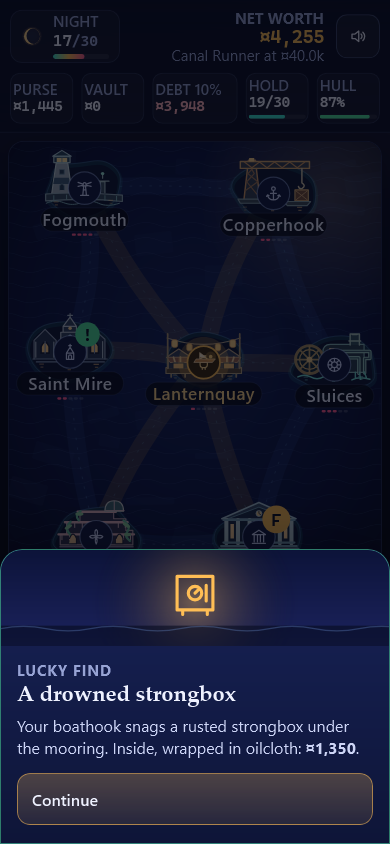 NIGHT
17/30
NET WORTH
¤4,255
Canal Runner at ¤40.0k
PURSE
¤1,445
VAULT
¤0
DEBT 10%
¤3,948
HOLD
19/30
HULL
87%
Fogmouth
Copperhook
!
Saint Mire
Lanternquay
Sluices
F
LUCKY FIND
A drowned strongbox
Your boathook snags a rusted strongbox under
the mooring. Inside, wrapped in oilcloth: ¤1,350.
Continue